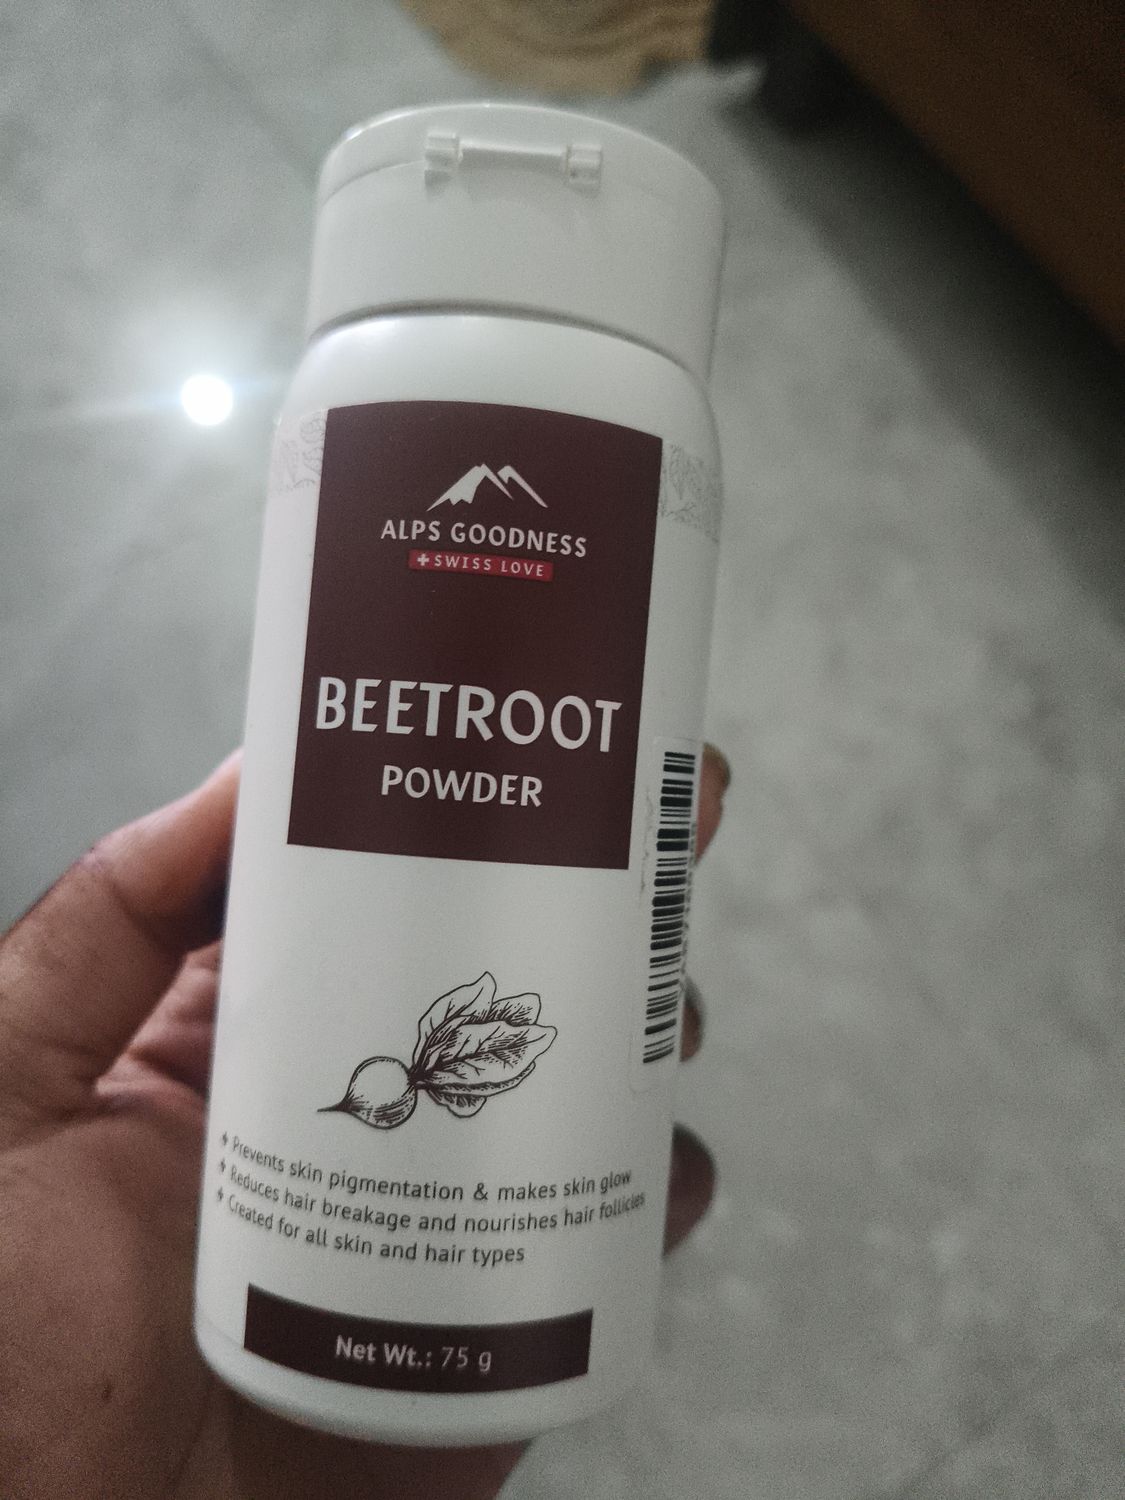 ALPS GOODNESS
SWISS LOVE
BEETROOT
POWDER
Prevents skin pigmentation & makes skin glow
Reduces hair breakage and nourishes hair follicles
Created for all skin and hair types
Net Wt.: 75 g